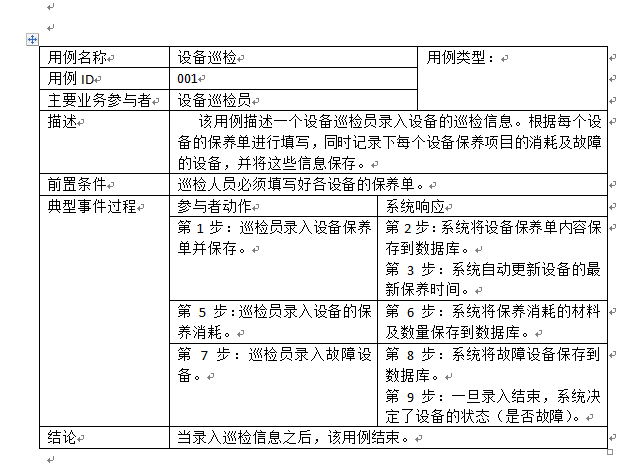 用例名称 设备巡检 用例类型：
用例 ID 001
主要业务参与者 设备巡检员
描述 该用例描述一个设备巡检员录入设备的巡检信息。根据每个设
备的保养单进行填写，同时记录下每个设备保养项目的消耗及故障
的设备，并将这些信息保存。
前置条件 巡检人员必须填写好各设备的保养单。
典型事件过程 参与者动作 系统响应
第 1 步：巡检员录入设备保养
单并保存。
第 2 步：系统将设备保养单内容保
存到数据库。
第 3 步：系统自动更新设备的最
新保养时间。
第 5 步：巡检员录入设备的保
养消耗。
第 6 步：系统将保养消耗的材料
及数量保存到数据库。
第 7 步：巡检员录入故障设
备。
第 8 步：系统将故障设备保存到
数据库。
第 9 步：一旦录入结束，系统决
定了设备的状态（是否故障）。
结论 当录入巡检信息之后，该用例结束。